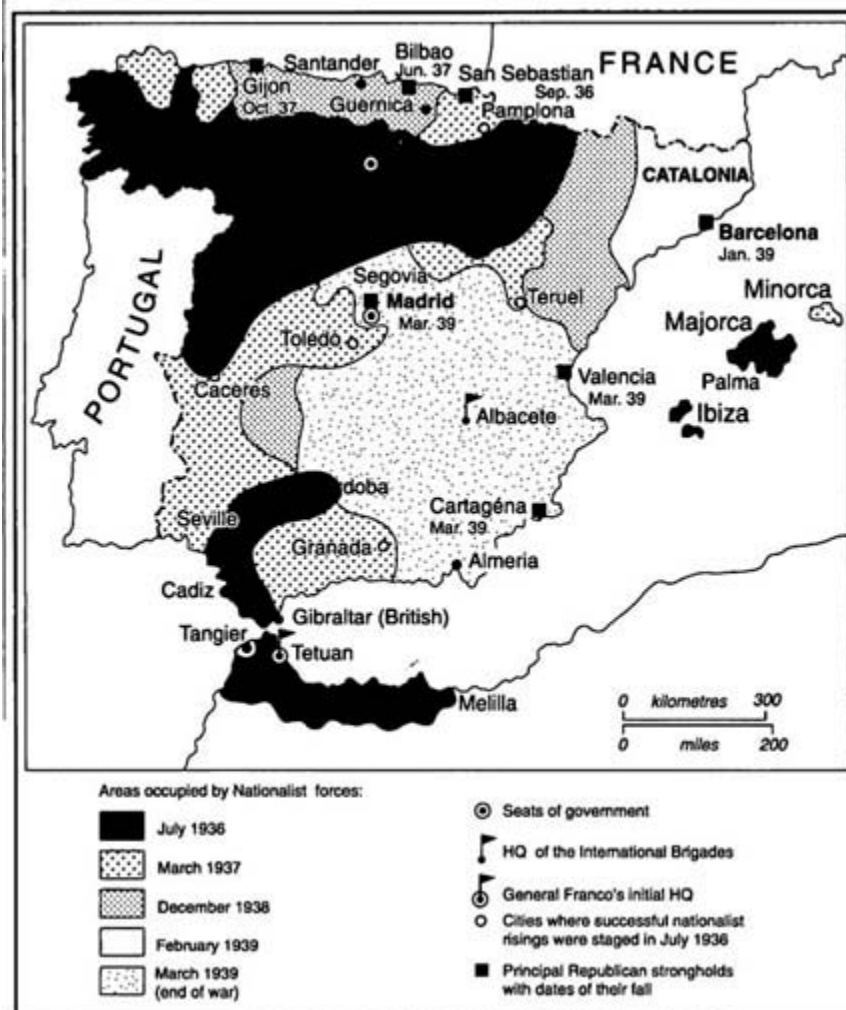 Santander
Bilbao
Jun. 37
San Sebastian
Sep. 36
FRANCE
Gijon
Oct. 37
Guernica
Pamplona
CATALONIA
Barcelona
Jan. 39
Segovia
Madrid
Mar. 39
Teruel
Minorca
Majorca
Toledo
PORTUGAL
Caceres
Valencia
Mar. 39
Palma
Ibiza
Albacete
rdoba
Cartagéna
Mar. 39
Seville
Granada
Almeria
Cadiz
Gibraltar (British)
Tangier
Tetuan
Melilla
0 kilometres 300
0 miles 200
Areas occupied by Nationalist forces:
July 1936
March 1937
December 1938
February 1939
March 1939
(end of war)
Seats of government
HQ of the International Brigades
General Franco's initial HQ
Cities where successful nationalist
risings were staged in July 1936
Principal Republican strongholds
with dates of their fall